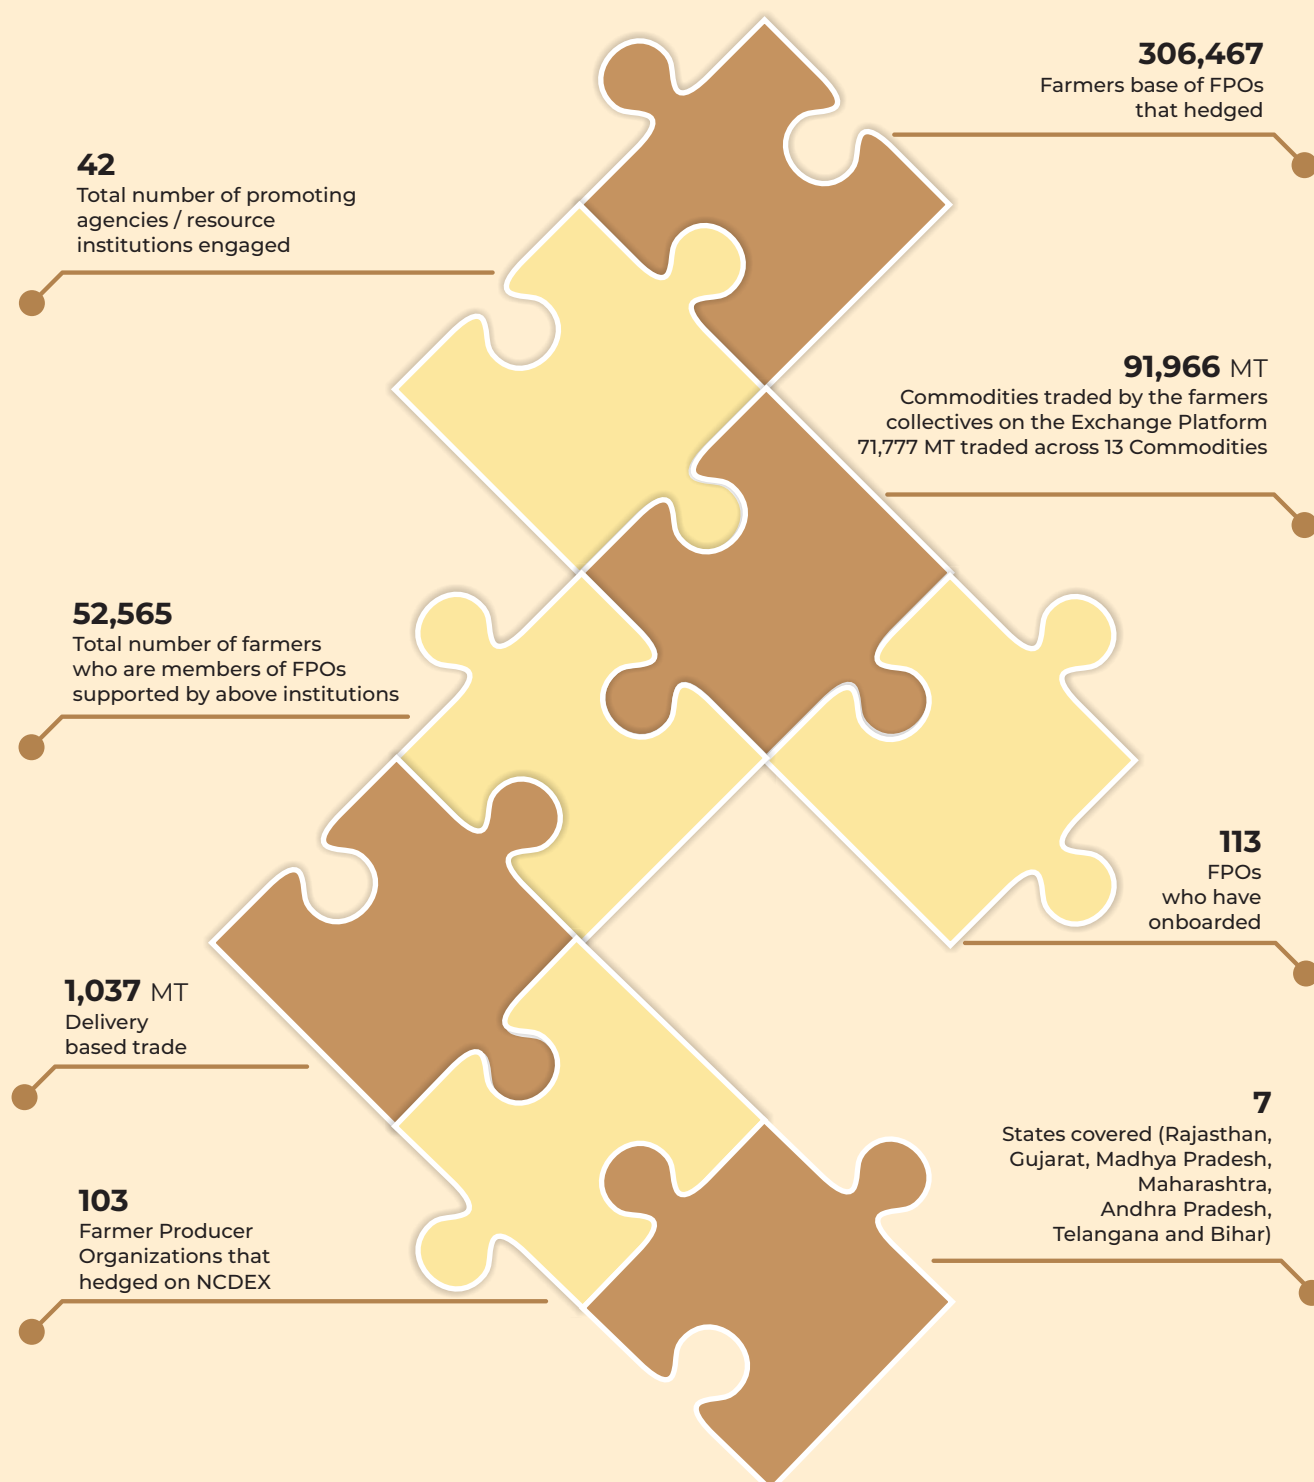 306,467
Farmers base of FPOs
that hedged
42
Total number of promoting
agencies / resource
institutions engaged
91,966 MT
Commodities traded by the farmers
collectives on the Exchange Platform
71,777 MT traded across 13 Commodities
52,565
Total number of farmers
who are members of FPOs
supported by above institutions
113
FPOs
who have
onboarded
1,037 MT
Delivery
based trade
7
States covered (Rajasthan,
Gujarat, Madhya Pradesh,
Maharashtra,
Andhra Pradesh,
Telangana and Bihar)
103
Farmer Producer
Organizations that
hedged on NCDEX